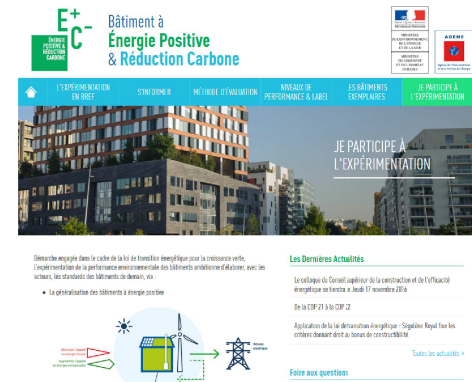 E+
C-
ÉNERGIE
POSITIVE &
RÉDUCTION
CARBONE
Bâtiment à
Énergie Positive
& Réduction Carbone
ADEME
L'EXPÉRIMENTATION
EN BREF
S'INFORMER
MÉTHODE D'ÉVALUATION
NIVEAUX DE
PERFORMANCE & LABEL
LES BÂTIMENTS
EXEMPLAIRES
JE PARTICIPE À
L'EXPÉRIMENTATION
JE PARTICIPE À
L'EXPÉRIMENTATION
Démarche engagée dans le cadre de la loi de transition énergétique pour la croissance verte,
l'expérimentation de la performance environnementale des bâtiments ambitionne d'élaborer, avec les
acteurs, les standards des bâtiments de demain, via :
La généralisation des bâtiments à énergie positive
Réseau
Les Dernières Actualités
Le colloque du Conseil supérieur de la construction et de l'efficacité
énergétique se tiendra le Jeudi 17 novembre 2016
De la COP 21 à la COP 22
Application de la loi de transition énergétique : Ségolène Royal fixe les
critères donnant droit au bonus de constructibilité.
Toutes les actualités >
Foire aux questions